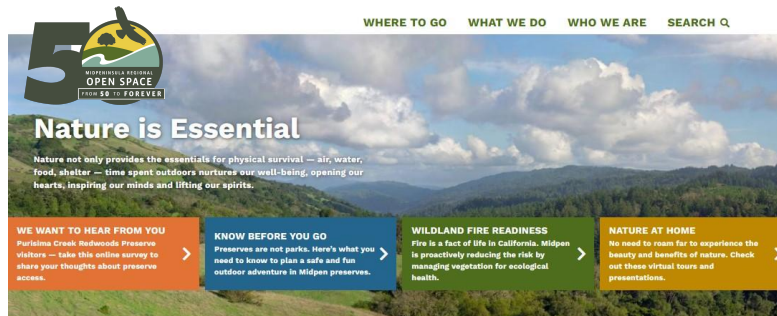 WHERE TO GO WHAT WE DO WHO WE ARE SEARCH
50
MIDPENINSULA REGIONAL
OPEN SPACE
FROM 50 TO FOREVER
Nature is Essential
Nature not only provides the essentials for physical survival — air, water,
food, shelter — time spent outdoors nurtures our well-being, opening our
hearts, inspiring our minds and lifting our spirits.
WE WANT TO HEAR FROM YOU
Purisima Creek Redwoods Preserve
visitors — take this online survey to
share your thoughts about preserve
access.
KNOW BEFORE YOU GO
Preserves are not parks. Here's what you
need to know to plan a safe and fun
outdoor adventure in Midpen preserves.
WILDLAND FIRE READINESS
Fire is a fact of life in California. Midpen
is proactively reducing the risk by
managing vegetation for ecological
health.
NATURE AT HOME
No need to roam far to experience the
beauty and benefits of nature. Check
out these virtual tours and
presentations.